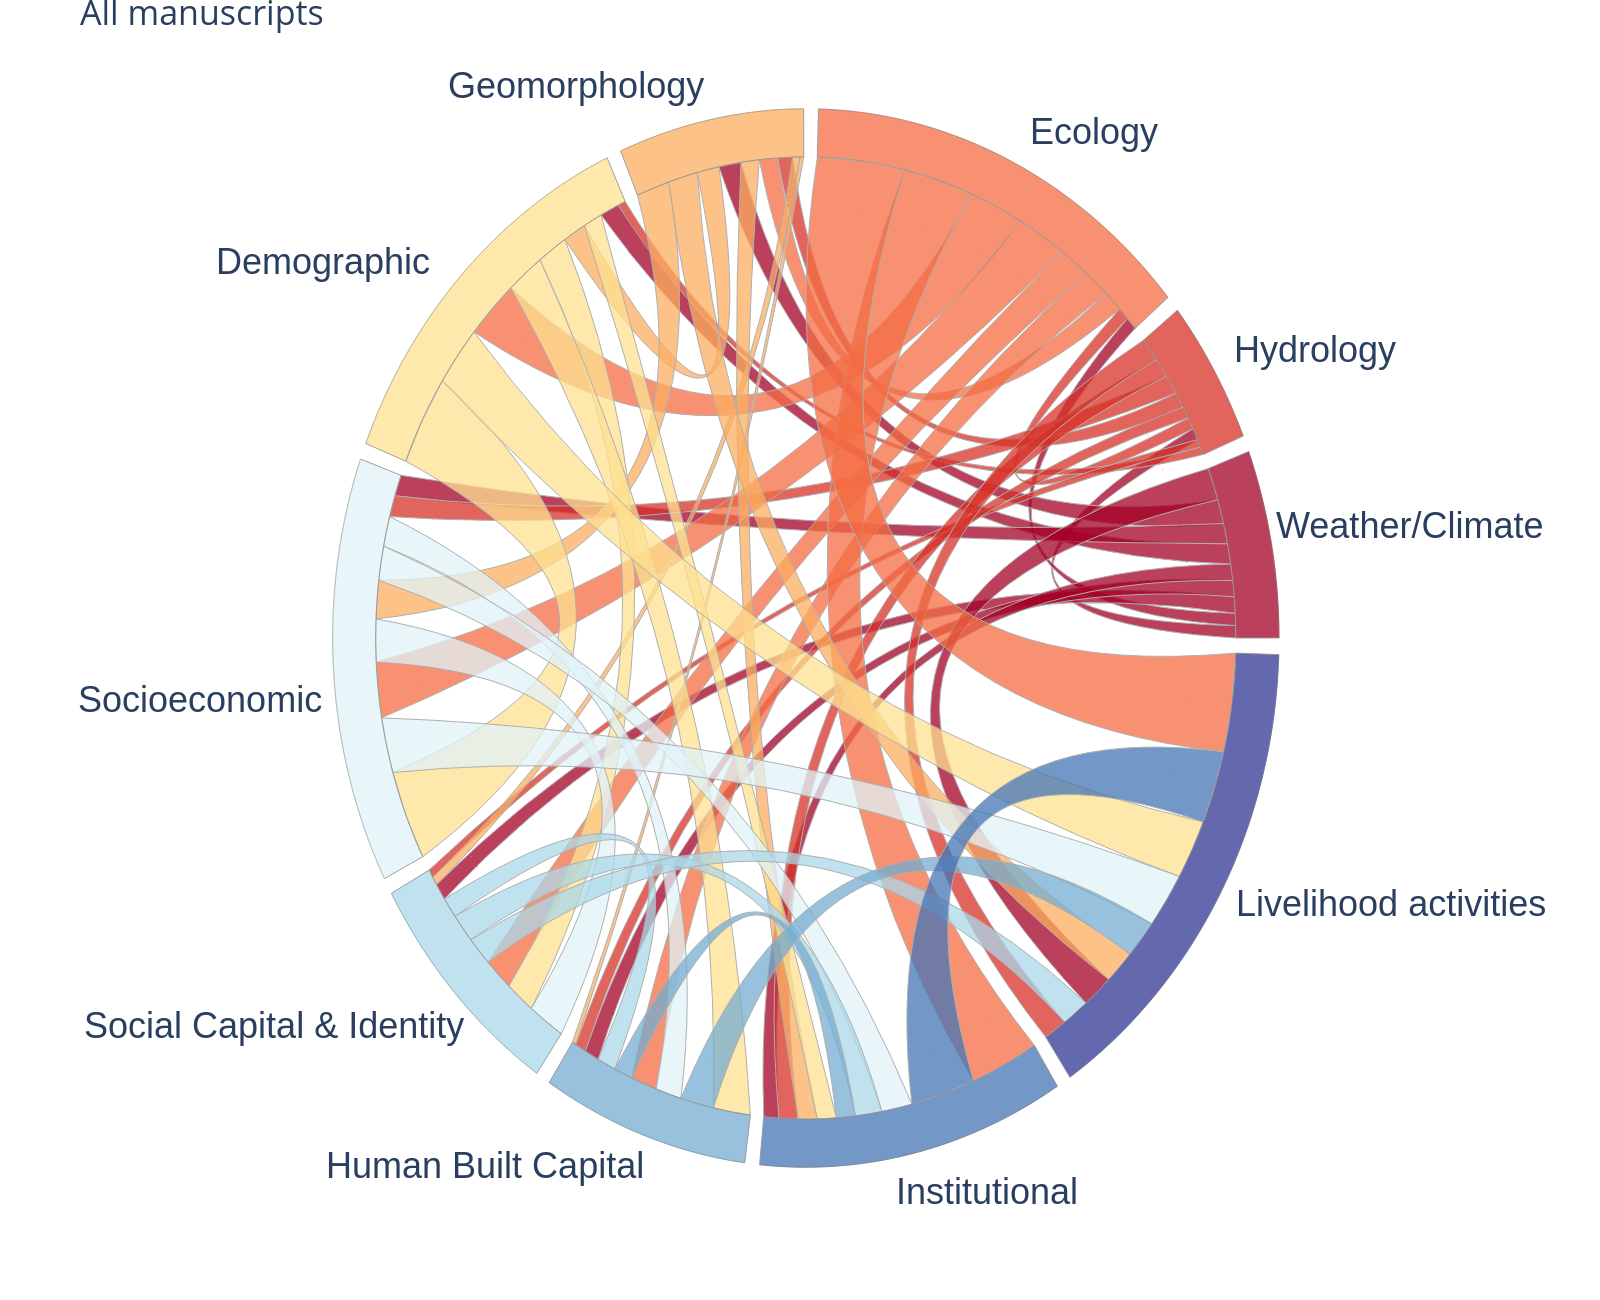 All manuscripts
Geomorphology
Ecology
Demographic
Hydrology
Weather/Climate
Socioeconomic
Livelihood activities
Social Capital & Identity
Human Built Capital
Institutional